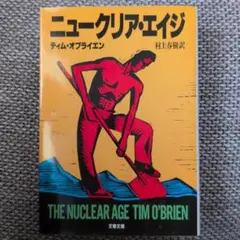 ニュークリア・エイジ
ティム・オブライエン
村上春樹訳
THE NUCLEAR AGE TIM O'BRIEN
文春文庫